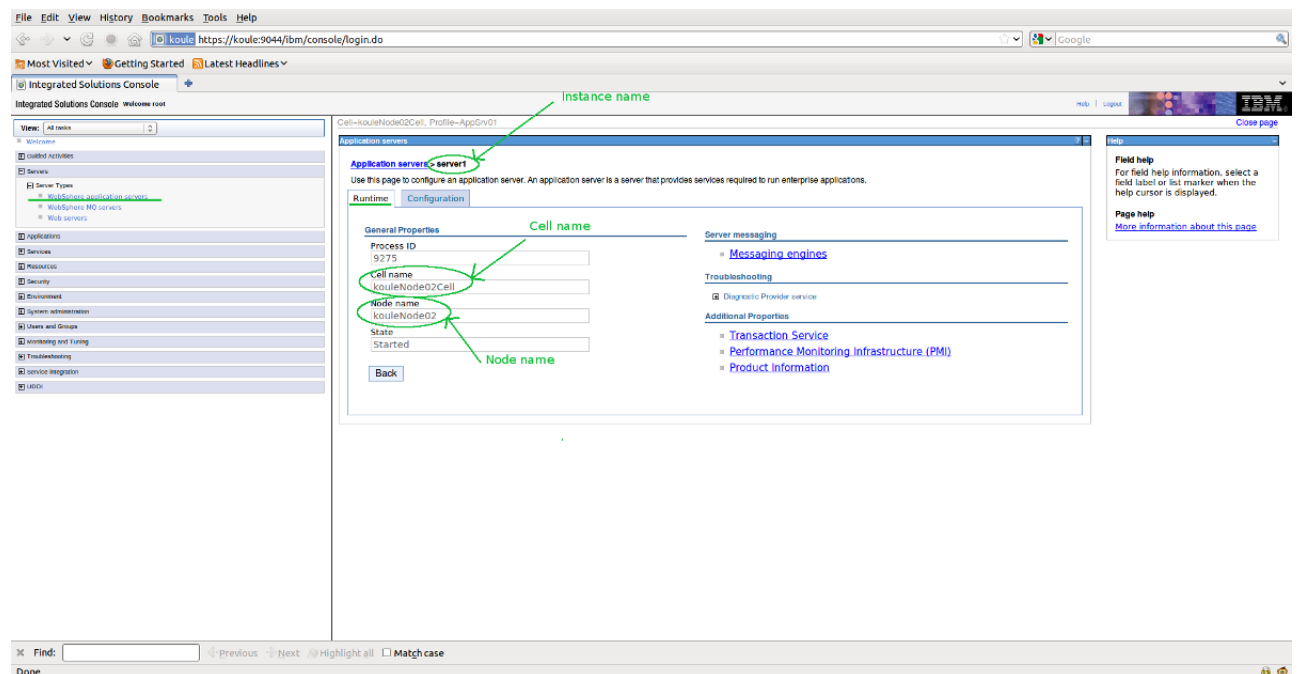 File Edit View History Bookmarks Tools Help
koule https://koule:9044/ibm/console/login.do
Google
Most Visited Getting Started Latest Headlines
Integrated Solutions Console
Integrated Solutions Console Welcome root
Help | Logout
IBM.
View: All tasks
Welcome
Guided Activities
Servers
Server Types
WebSphere application servers
WebSphere MQ servers
Web servers
Applications
Services
Resources
Security
Environment
System administration
Users and Groups
Monitoring and Tuning
Troubleshooting
Service integration
UDDI
Instance name
Cell=kouleNode02Cell, Profile=AppSrv01
Close page
Application servers
? -
Application servers > server1
Use this page to configure an application server. An application server is a server that provides services required to run enterprise applications.
Runtime Configuration
General Properties
Cell name
Process ID
9275
Cell name
kouleNode02Cell
Node name
kouleNode02
State
Started
Node name
Back
Server messaging
Messaging engines
Troubleshooting
Diagnostic Provider service
Additional Properties
Transaction Service
Performance Monitoring Infrastructure (PMI)
Product Information
Help
Field help
For field help information, select a
field label or list marker when the
help cursor is displayed.
Page help
More information about this page
Find: Previous Next Highlight all Match case
Done